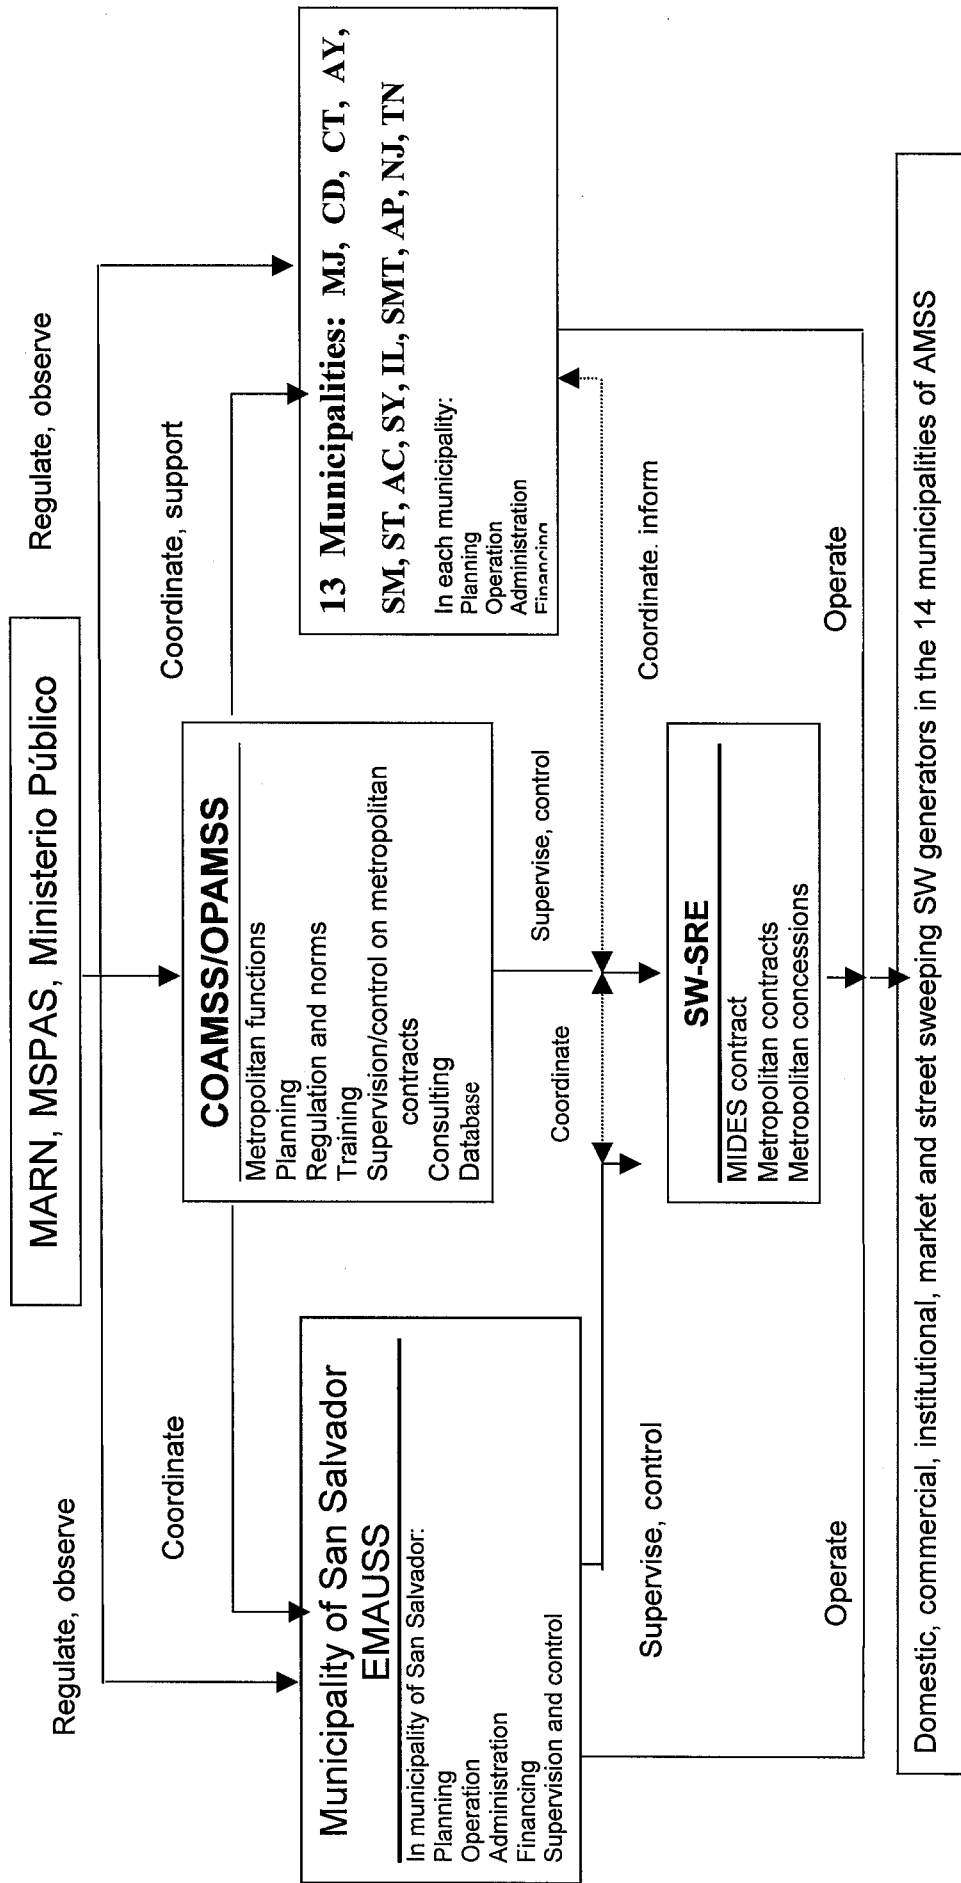 MARN, MSPAS, Ministerio Público
Regulate, observe
Regulate, observe
Coordinate
Coordinate, support
Municipality of San Salvador
EMAUSS
In municipality of San Salvador:
Planning
Operation
Administration
Financing
Supervision and control
COAMSS/OPAMSS
Metropolitan functions
Planning
Regulation and norms
Training
Supervision/control on metropolitan
contracts
Consulting
Database
13 Municipalities: MJ, CD, CT, AY,
SM, ST, AC, SY, IL, SMT, AP, NJ, TN
In each municipality:
Planning
Operation
Administration
Financing
Supervise, control
Coordinate
Supervise, control
Coordinate. inform
SW-SRE
MIDES contract
Metropolitan contracts
Metropolitan concessions
Operate
Operate
Domestic, commercial, institutional, market and street sweeping SW generators in the 14 municipalities of AMSS